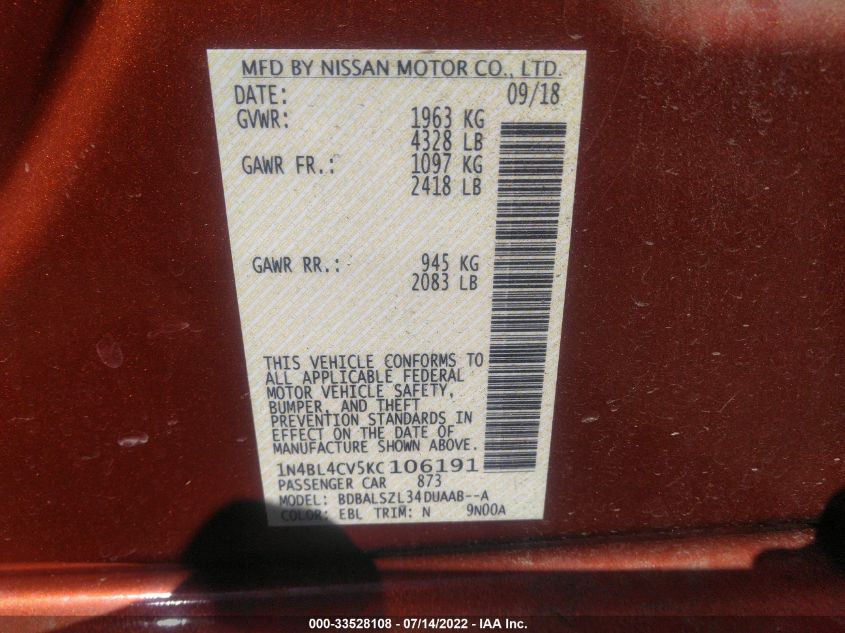 MFD BY NISSAN MOTOR CO., LTD.
DATE: 09/18
GVWR: 1963 KG
4328 LB
GAWR FR.: 1097 KG
2418 LB
GAWR RR.: 945 KG
2083 LB
THIS VEHICLE CONFORMS TO
ALL APPLICABLE FEDERAL
MOTOR VEHICLE SAFETY,
BUMPER, AND THEFT
PREVENTION STANDARDS IN
EFFECT ON THE DATE OF
MANUFACTURE SHOWN ABOVE.
1N4BL4CV5KC106191
PASSENGER CAR 873
MODEL: BDBALSZL34DUAAB--A
COLOR: EBL TRIM: N 9N00A
000-33528108 - 07/14/2022 - IAA Inc.